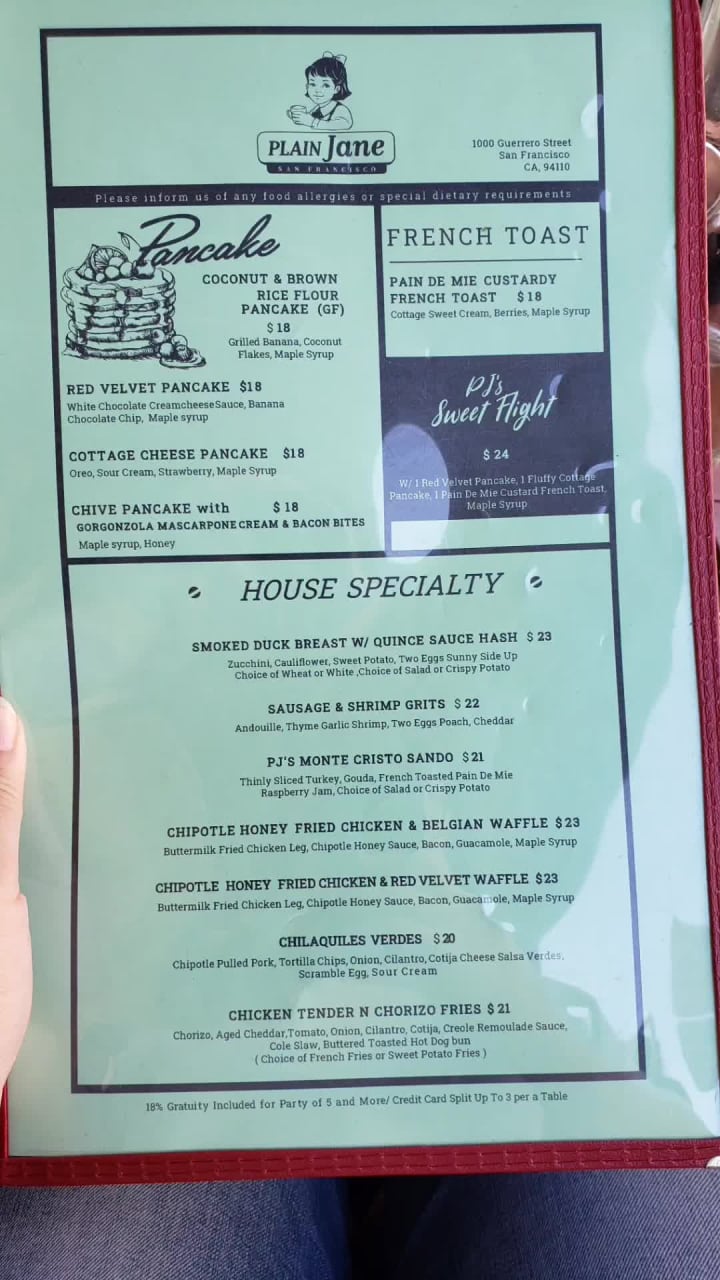 PLAIN Jane
SAN FRANCISCO
1000 Guerrero Street
San Francisco
CA, 94110
Please inform us of any food allergies or special dietary requirements
Pancake
COCONUT & BROWN
RICE FLOUR
PANCAKE (GF)
$ 18
Grilled Banana, Coconut
Flakes, Maple Syrup
RED VELVET PANCAKE $18
White Chocolate Creamcheese Sauce, Banana
Chocolate Chip, Maple syrup
COTTAGE CHEESE PANCAKE $18
Oreo, Sour Cream, Strawberry, Maple Syrup
CHIVE PANCAKE with $ 18
GORGONZOLA MASCARPONE CREAM & BACON BITES
Maple syrup, Honey
FRENCH TOAST
PAIN DE MIE CUSTARDY
FRENCH TOAST $ 18
Cottage Sweet Cream, Berries, Maple Syrup
PJ's
Sweet Flight
$ 24
W/ 1 Red Velvet Pancake, 1 Fluffy Cottage
Pancake, 1 Pain De Mie Custard French Toast,
Maple Syrup
HOUSE SPECIALTY
SMOKED DUCK BREAST W/ QUINCE SAUCE HASH $ 23
Zucchini, Cauliflower, Sweet Potato, Two Eggs Sunny Side Up
Choice of Wheat or White ,Choice of Salad or Crispy Potato
SAUSAGE & SHRIMP GRITS $ 22
Andouille, Thyme Garlic Shrimp, Two Eggs Poach, Cheddar
PJ'S MONTE CRISTO SANDO $21
Thinly Sliced Turkey, Gouda, French Toasted Pain De Mie
Raspberry Jam, Choice of Salad or Crispy Potato
CHIPOTLE HONEY FRIED CHICKEN & BELGIAN WAFFLE $23
Buttermilk Fried Chicken Leg, Chipotle Honey Sauce, Bacon, Guacamole, Maple Syrup
CHIPOTLE HONEY FRIED CHICKEN & RED VELVET WAFFLE $23
Buttermilk Fried Chicken Leg, Chipotle Honey Sauce, Bacon, Guacamole, Maple Syrup
CHILAQUILES VERDES $20
Chipotle Pulled Pork, Tortilla Chips, Onion, Cilantro, Cotija Cheese Salsa Verdes,
Scramble Egg, Sour Cream
CHICKEN TENDER N CHORIZO FRIES $ 21
Chorizo, Aged Cheddar,Tomato, Onion, Cilantro, Cotija, Creole Remoulade Sauce,
Cole Slaw, Buttered Toasted Hot Dog bun
( Choice of French Fries or Sweet Potato Fries )
18% Gratuity Included for Party of 5 and More/ Credit Card Split Up To 3 per a Table